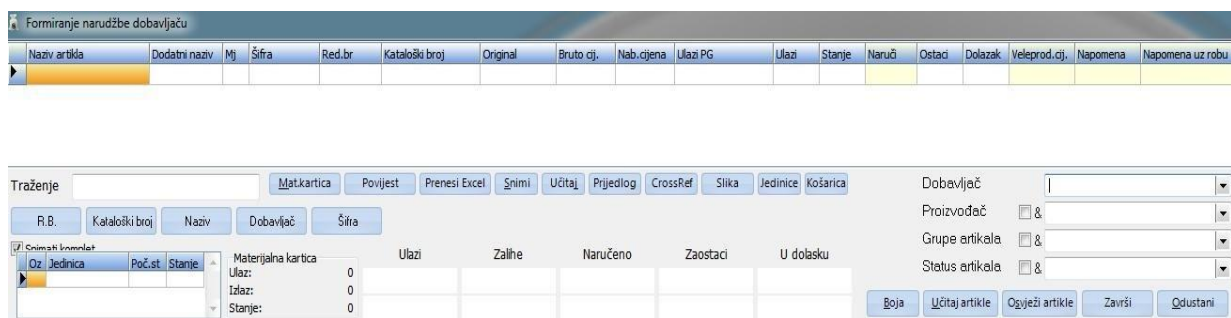 Formiranje narudžbe dobavljaču
Naziv artikla Dodatni naziv Mj Šifra Red.br Kataloški broj Original Bruto cij. Nab.cijena Ulazi PG Ulazi Stanje Naruči Ostaci Dolazak Veleprod.cij. Napomena Napomena uz robu
Traženje Mat.kartica Povijest Prenesi Excel Snimi Učitaj Prijedlog CrossRef Slika Jedinice Košarica Dobavljač
R.B. Kataloški broj Naziv Dobavljač Šifra Proizvođač &
Snimati komplet Ulazi Zalihe Naručeno Zaostaci U dolasku Grupe artikala &
Oz Jedinica Poč.st Stanje Materijalna kartica Status artikala &
Ulaz: 0
Izlaz: 0
Stanje: 0 Boja Učitaj artikle Osvježi artikle Završi Odustani